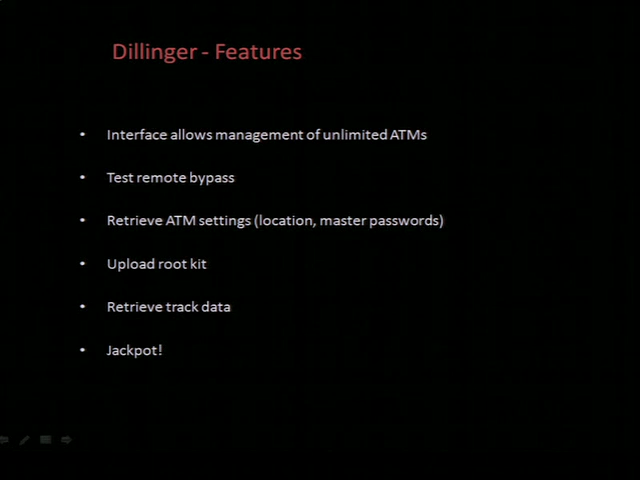 Dillinger - Features
• Interface allows management of unlimited ATMs
• Test remote bypass
• Retrieve ATM settings (location, master passwords)
• Upload root kit
• Retrieve track data
• Jackpot!